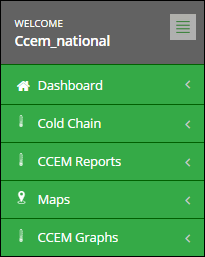 WELCOME
Ccem_national
Dashboard
Cold Chain
CCEM Reports
Maps
CCEM Graphs